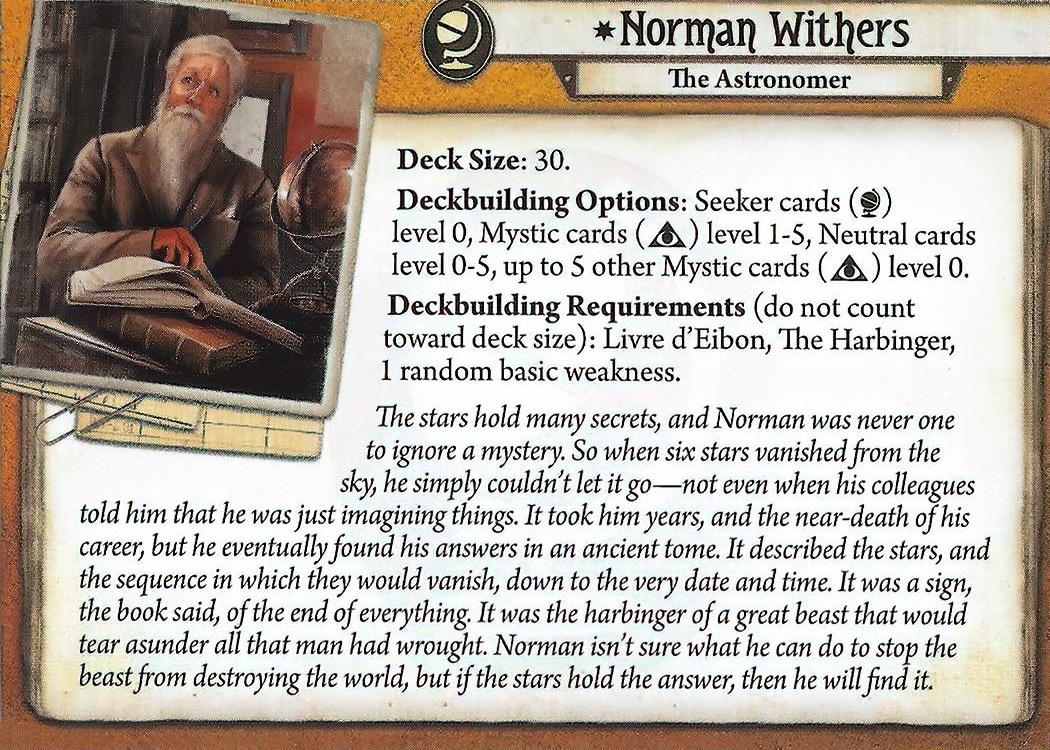 Norman Withers
The Astronomer
Deck Size: 30.
Deckbuilding Options: Seeker cards ( )
level 0, Mystic cards ( ) level 1-5, Neutral cards
level 0-5, up to 5 other Mystic cards ( ) level 0.
Deckbuilding Requirements (do not count
toward deck size): Livre d'Eibon, The Harbinger,
1 random basic weakness.
The stars hold many secrets, and Norman was never one
to ignore a mystery. So when six stars vanished from the
sky, he simply couldn't let it go—not even when his colleagues
told him that he was just imagining things. It took him years, and the near-death of his
career, but he eventually found his answers in an ancient tome. It described the stars, and
the sequence in which they would vanish, down to the very date and time. It was a sign,
the book said, of the end of everything. It was the harbinger of a great beast that would
tear asunder all that man had wrought. Norman isn't sure what he can do to stop the
beast from destroying the world, but if the stars hold the answer, then he will find it.